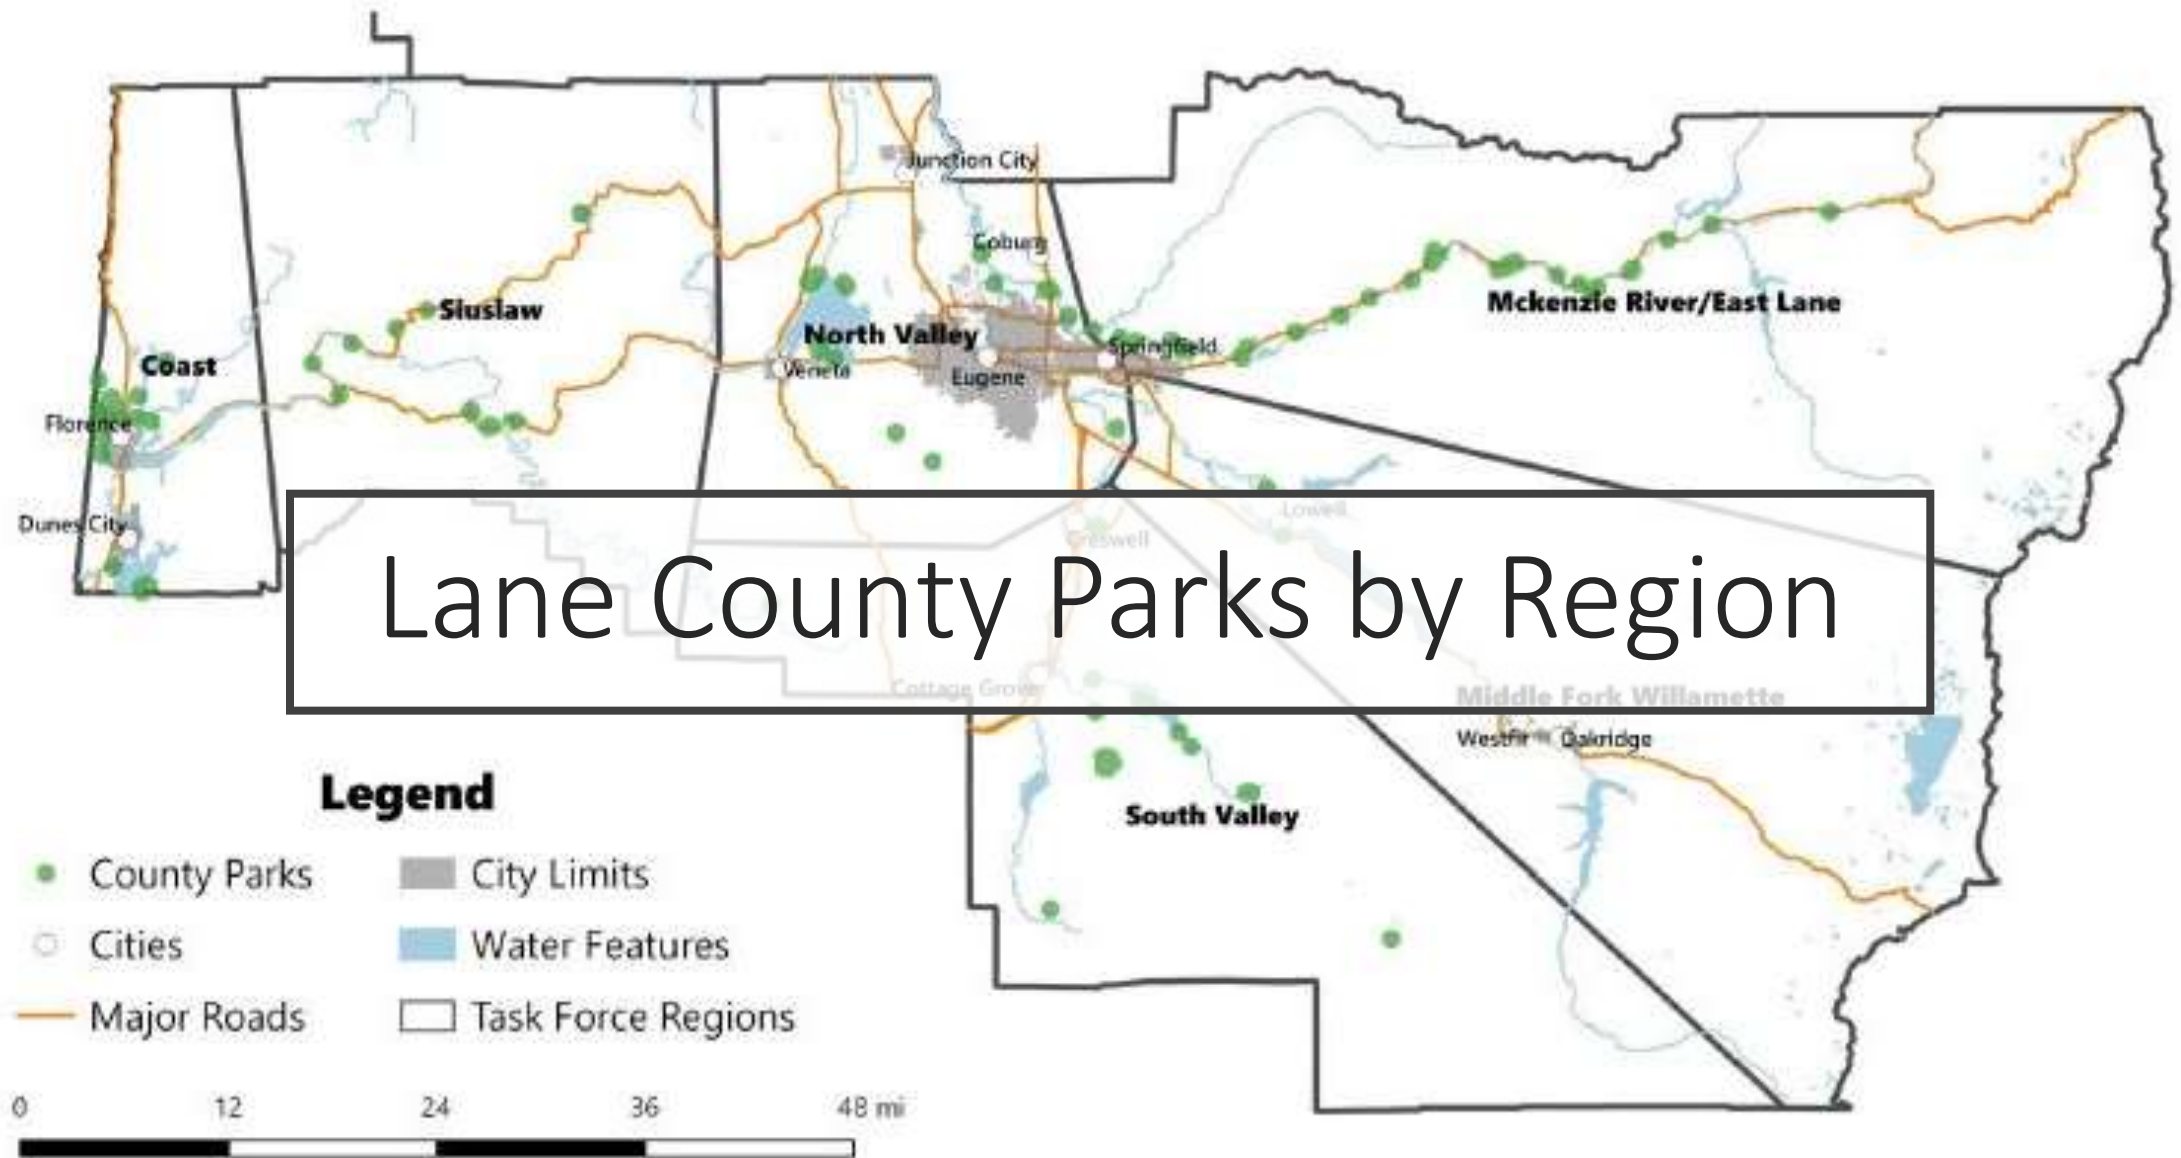 Junction City
Coburg
Siuslaw
Mckenzie River/East Lane
North Valley
Springfield
Coast
Veneta
Eugene
Florence
Lowell
Dunes City
Creswell
Lane County Parks by Region
Cottage Grove
Middle Fork Willamette
Westfir
Oakridge
South Valley
Legend
County Parks
City Limits
Cities
Water Features
Major Roads
Task Force Regions
0 12 24 36 48 mi